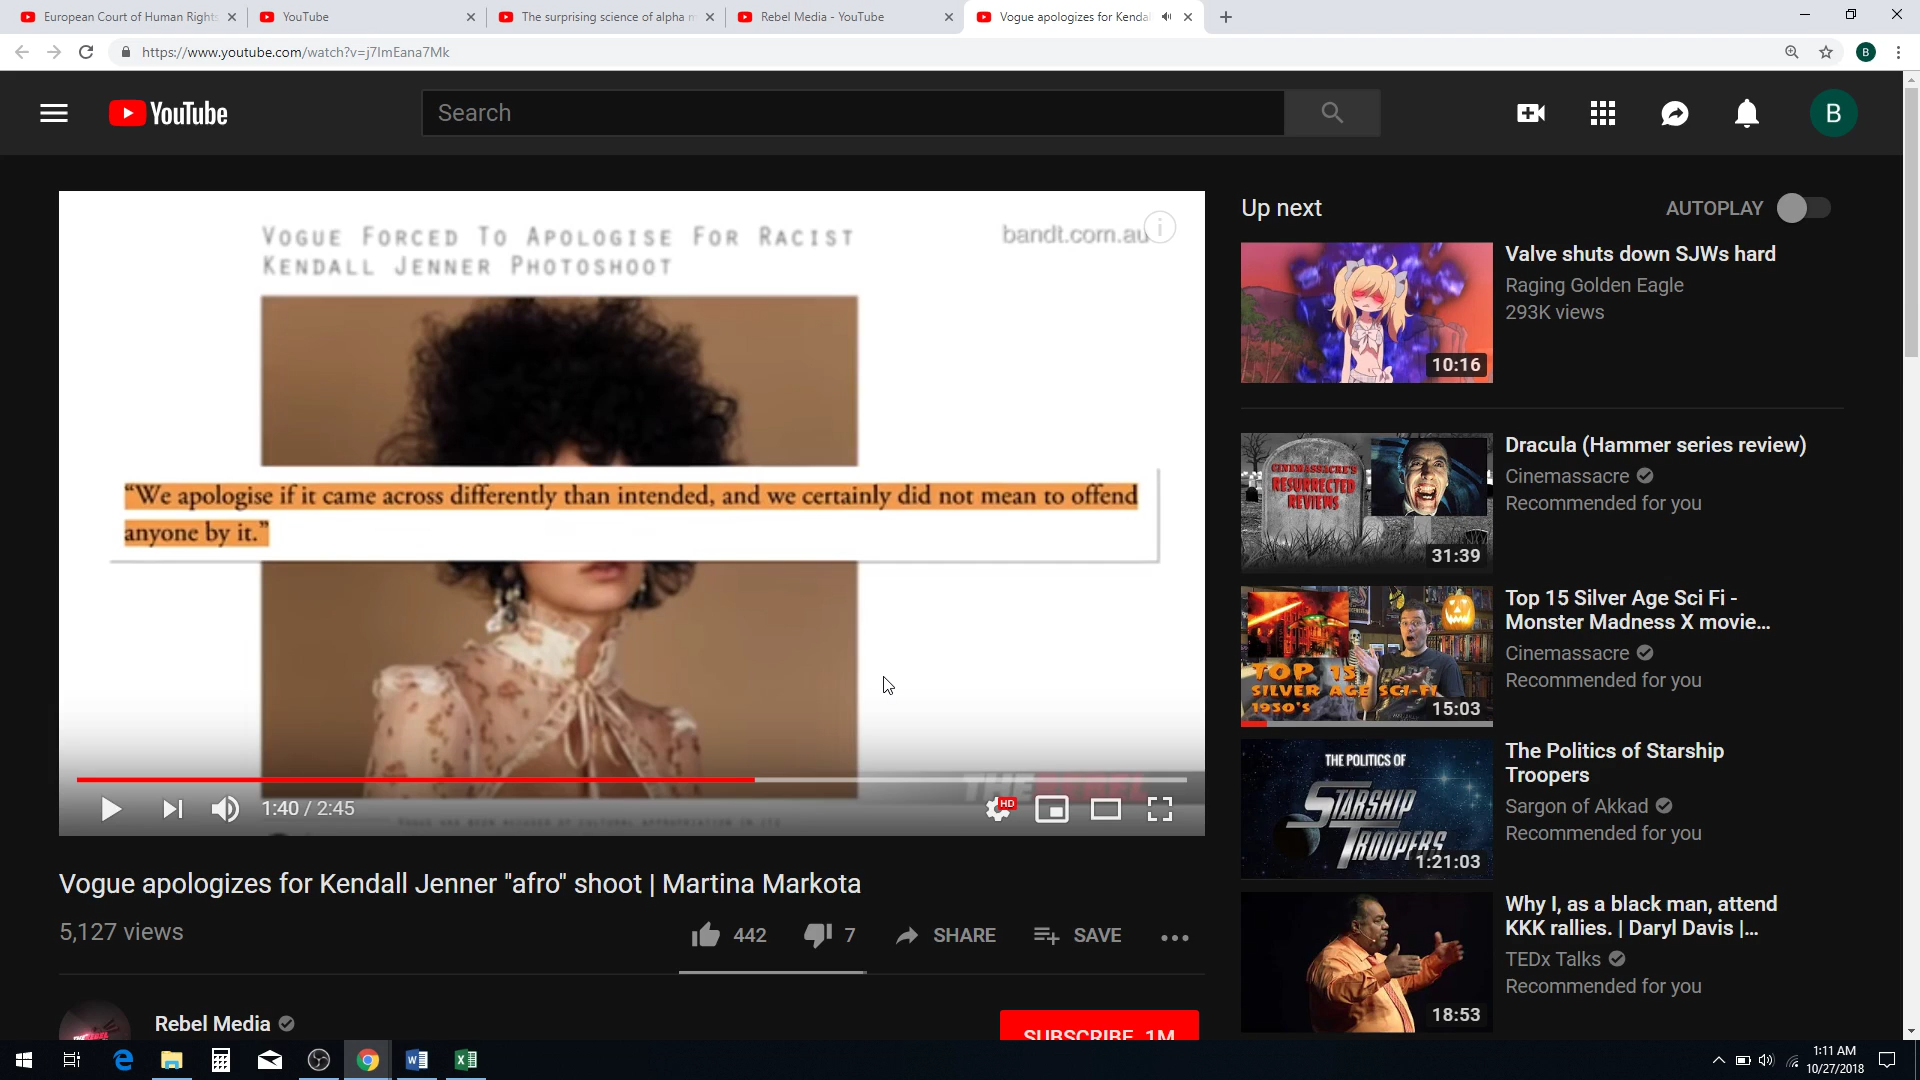 European Court of Human Rights
YouTube
The surprising science of alpha m
Rebel Media - YouTube
Vogue apologizes for Kendal
https://www.youtube.com/watch?v=j7ImEana7Mk
B
YouTube
Search
B
VOGUE FORCED TO APOLOGISE FOR RACIST
KENDALL JENNER PHOTOSHOOT
bandt.com.au
“We apologise if it came across differently than intended, and we certainly did not mean to offend
anyone by it.”
THE REBEL
1:40 / 2:45
HD
Vogue apologizes for Kendall Jenner "afro" shoot | Martina Markota
5,127 views
442
7
SHARE
SAVE
Rebel Media
SUBSCRIBE 1M
Up next
AUTOPLAY
10:16
Valve shuts down SJWs hard
Raging Golden Eagle
293K views
CINEMASSACRE'S
RESURRECTED
REVIEWS
31:39
Dracula (Hammer series review)
Cinemassacre
Recommended for you
TOP 15
SILVER AGE SCI-FI
1950'S
15:03
Top 15 Silver Age Sci Fi -
Monster Madness X movie...
Cinemassacre
Recommended for you
THE POLITICS OF
STARSHIP
TROOPERS
1:21:03
The Politics of Starship
Troopers
Sargon of Akkad
Recommended for you
18:53
Why I, as a black man, attend
KKK rallies. | Daryl Davis |...
TEDx Talks
Recommended for you
1:11 AM
10/27/2018